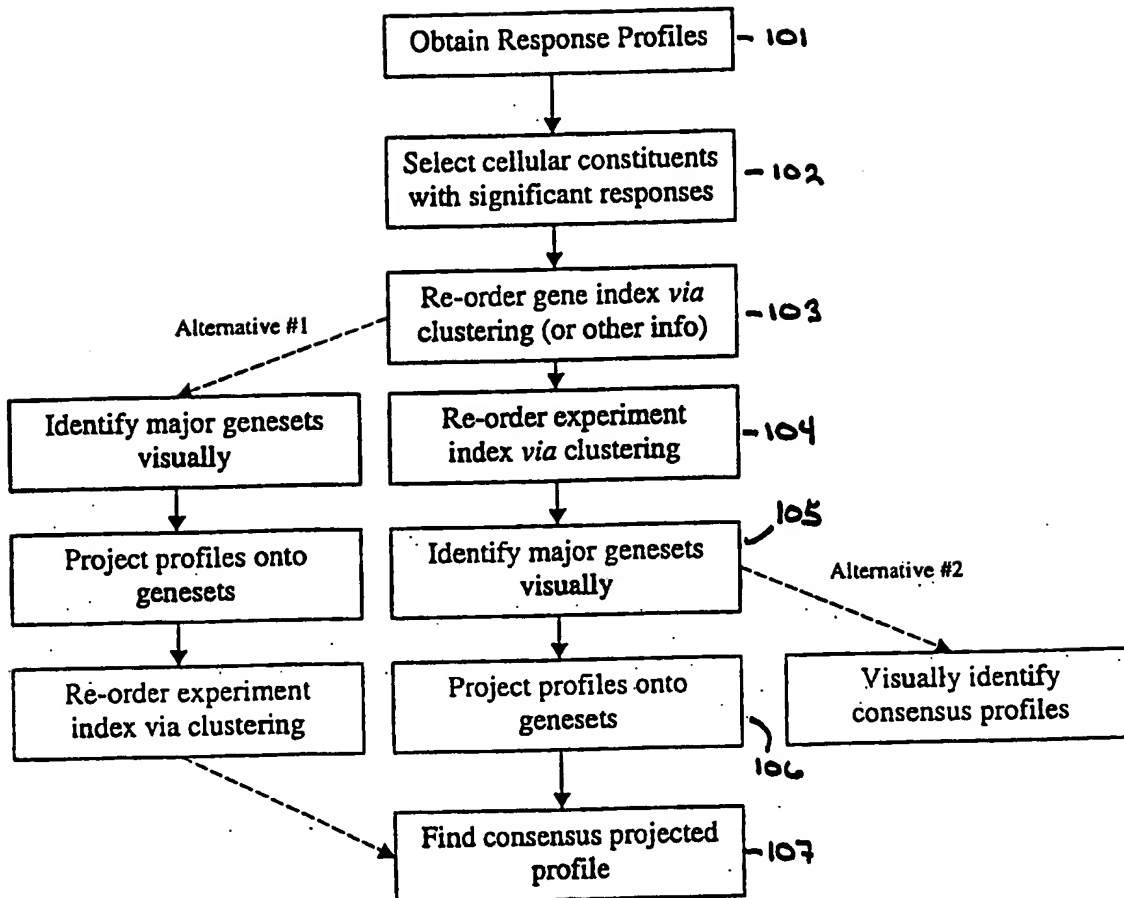 Obtain Response Profiles
101
Select cellular constituents
with significant responses
102
Re-order gene index via
clustering (or other info)
103
Alternative #1
Identify major genesets
visually
Re-order experiment
index via clustering
104
105
Project profiles onto
genesets
Identify major genesets
visually
Alternative #2
Re-order experiment
index via clustering
Project profiles onto
genesets
106
Visually identify
consensus profiles
Find consensus projected
profile
107